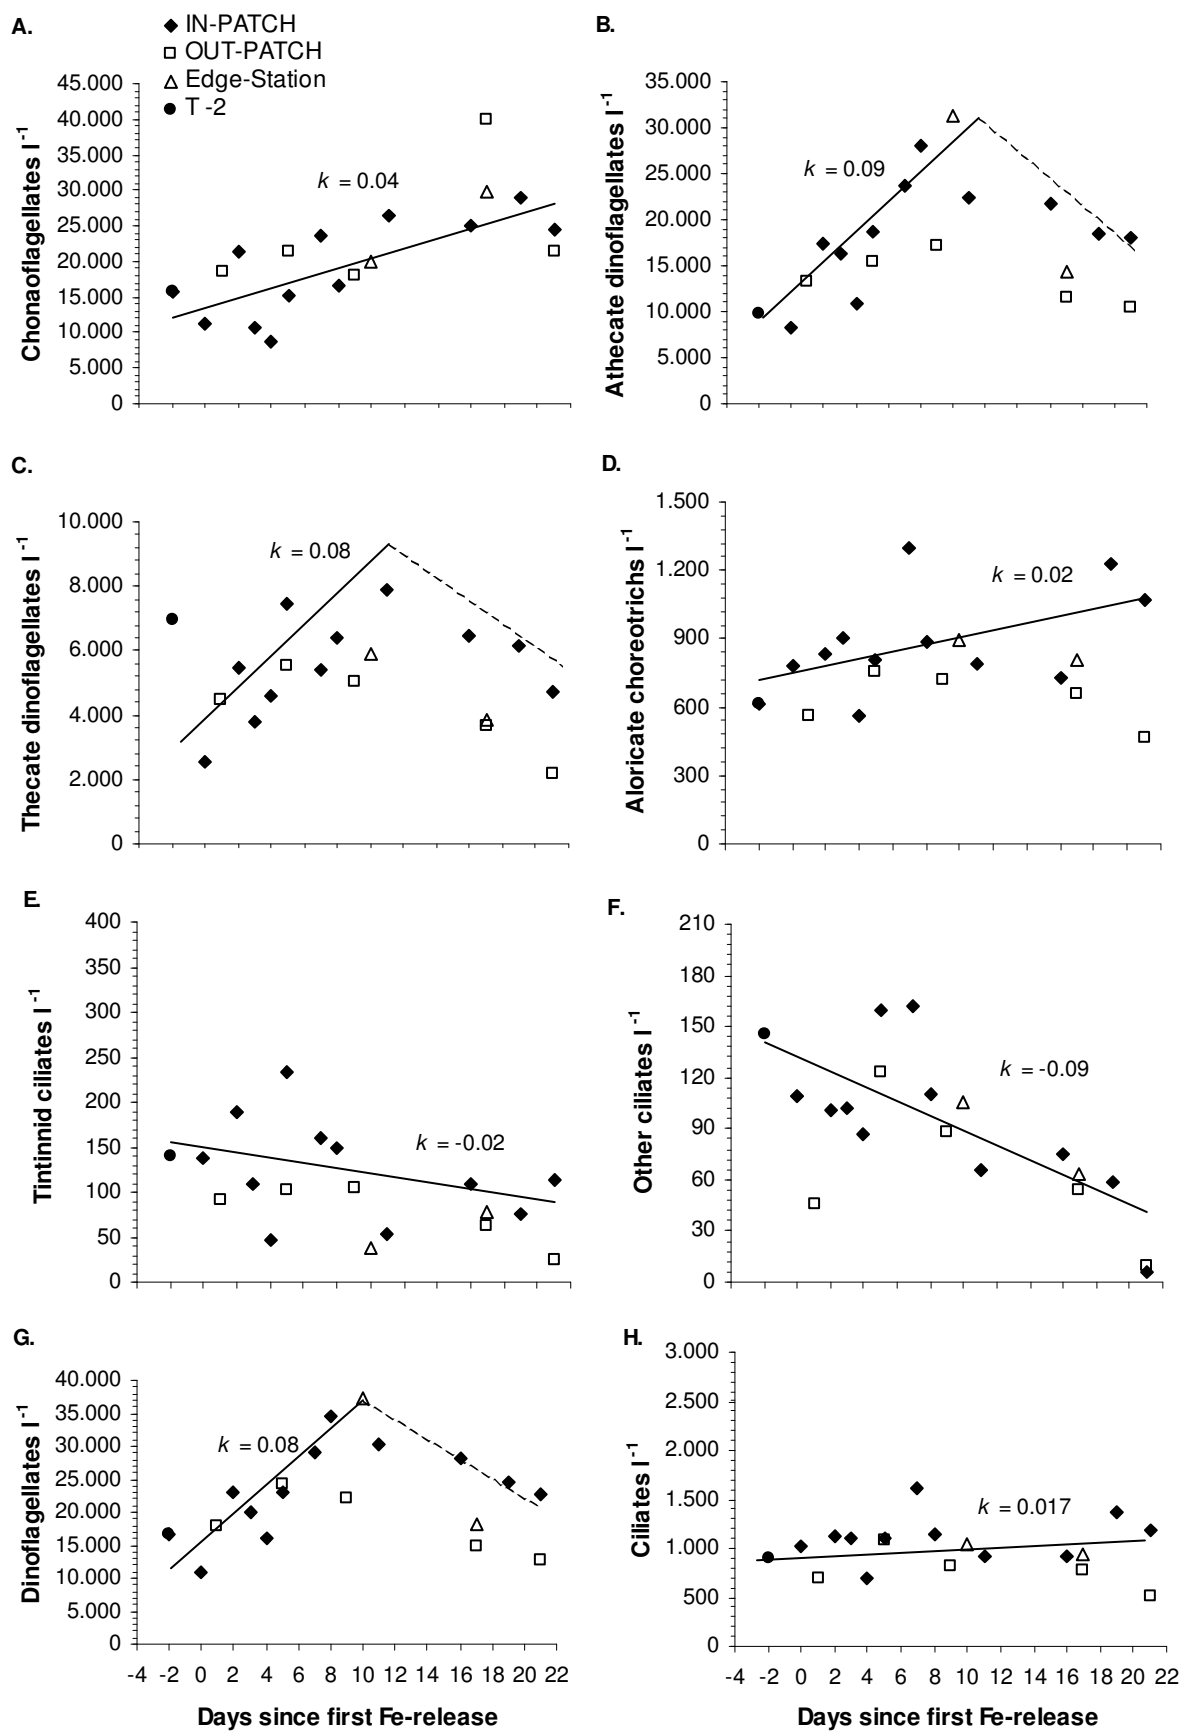 A.
IN-PATCH
OUT-PATCH
Edge-Station
T -2
Chonaoflagellates l-1
45.000
40.000
35.000
30.000
25.000
20.000
15.000
10.000
5.000
0
k = 0.04
B.
Athecate dinoflagellates l-1
35.000
30.000
25.000
20.000
15.000
10.000
5.000
0
k = 0.09
C.
Thecate dinoflagellates l-1
10.000
8.000
6.000
4.000
2.000
0
k = 0.08
D.
Aloricate choreotrichs l-1
1.500
1.200
900
600
300
0
k = 0.02
E
Tintinnid ciliates l-1
400
350
300
250
200
150
100
50
0
k = -0.02
F.
Other ciliates l-1
210
180
150
120
90
60
30
0
k = -0.09
G.
Dinoflagellates l-1
40.000
35.000
30.000
25.000
20.000
15.000
10.000
5.000
0
k = 0.08
-4 -2 0 2 4 6 8 10 12 14 16 18 20 22
Days since first Fe-release
H.
Ciliates l-1
3.000
2.500
2.000
1.500
1.000
500
0
k = 0.017
-4 -2 0 2 4 6 8 10 12 14 16 18 20 22
Days since first Fe-release